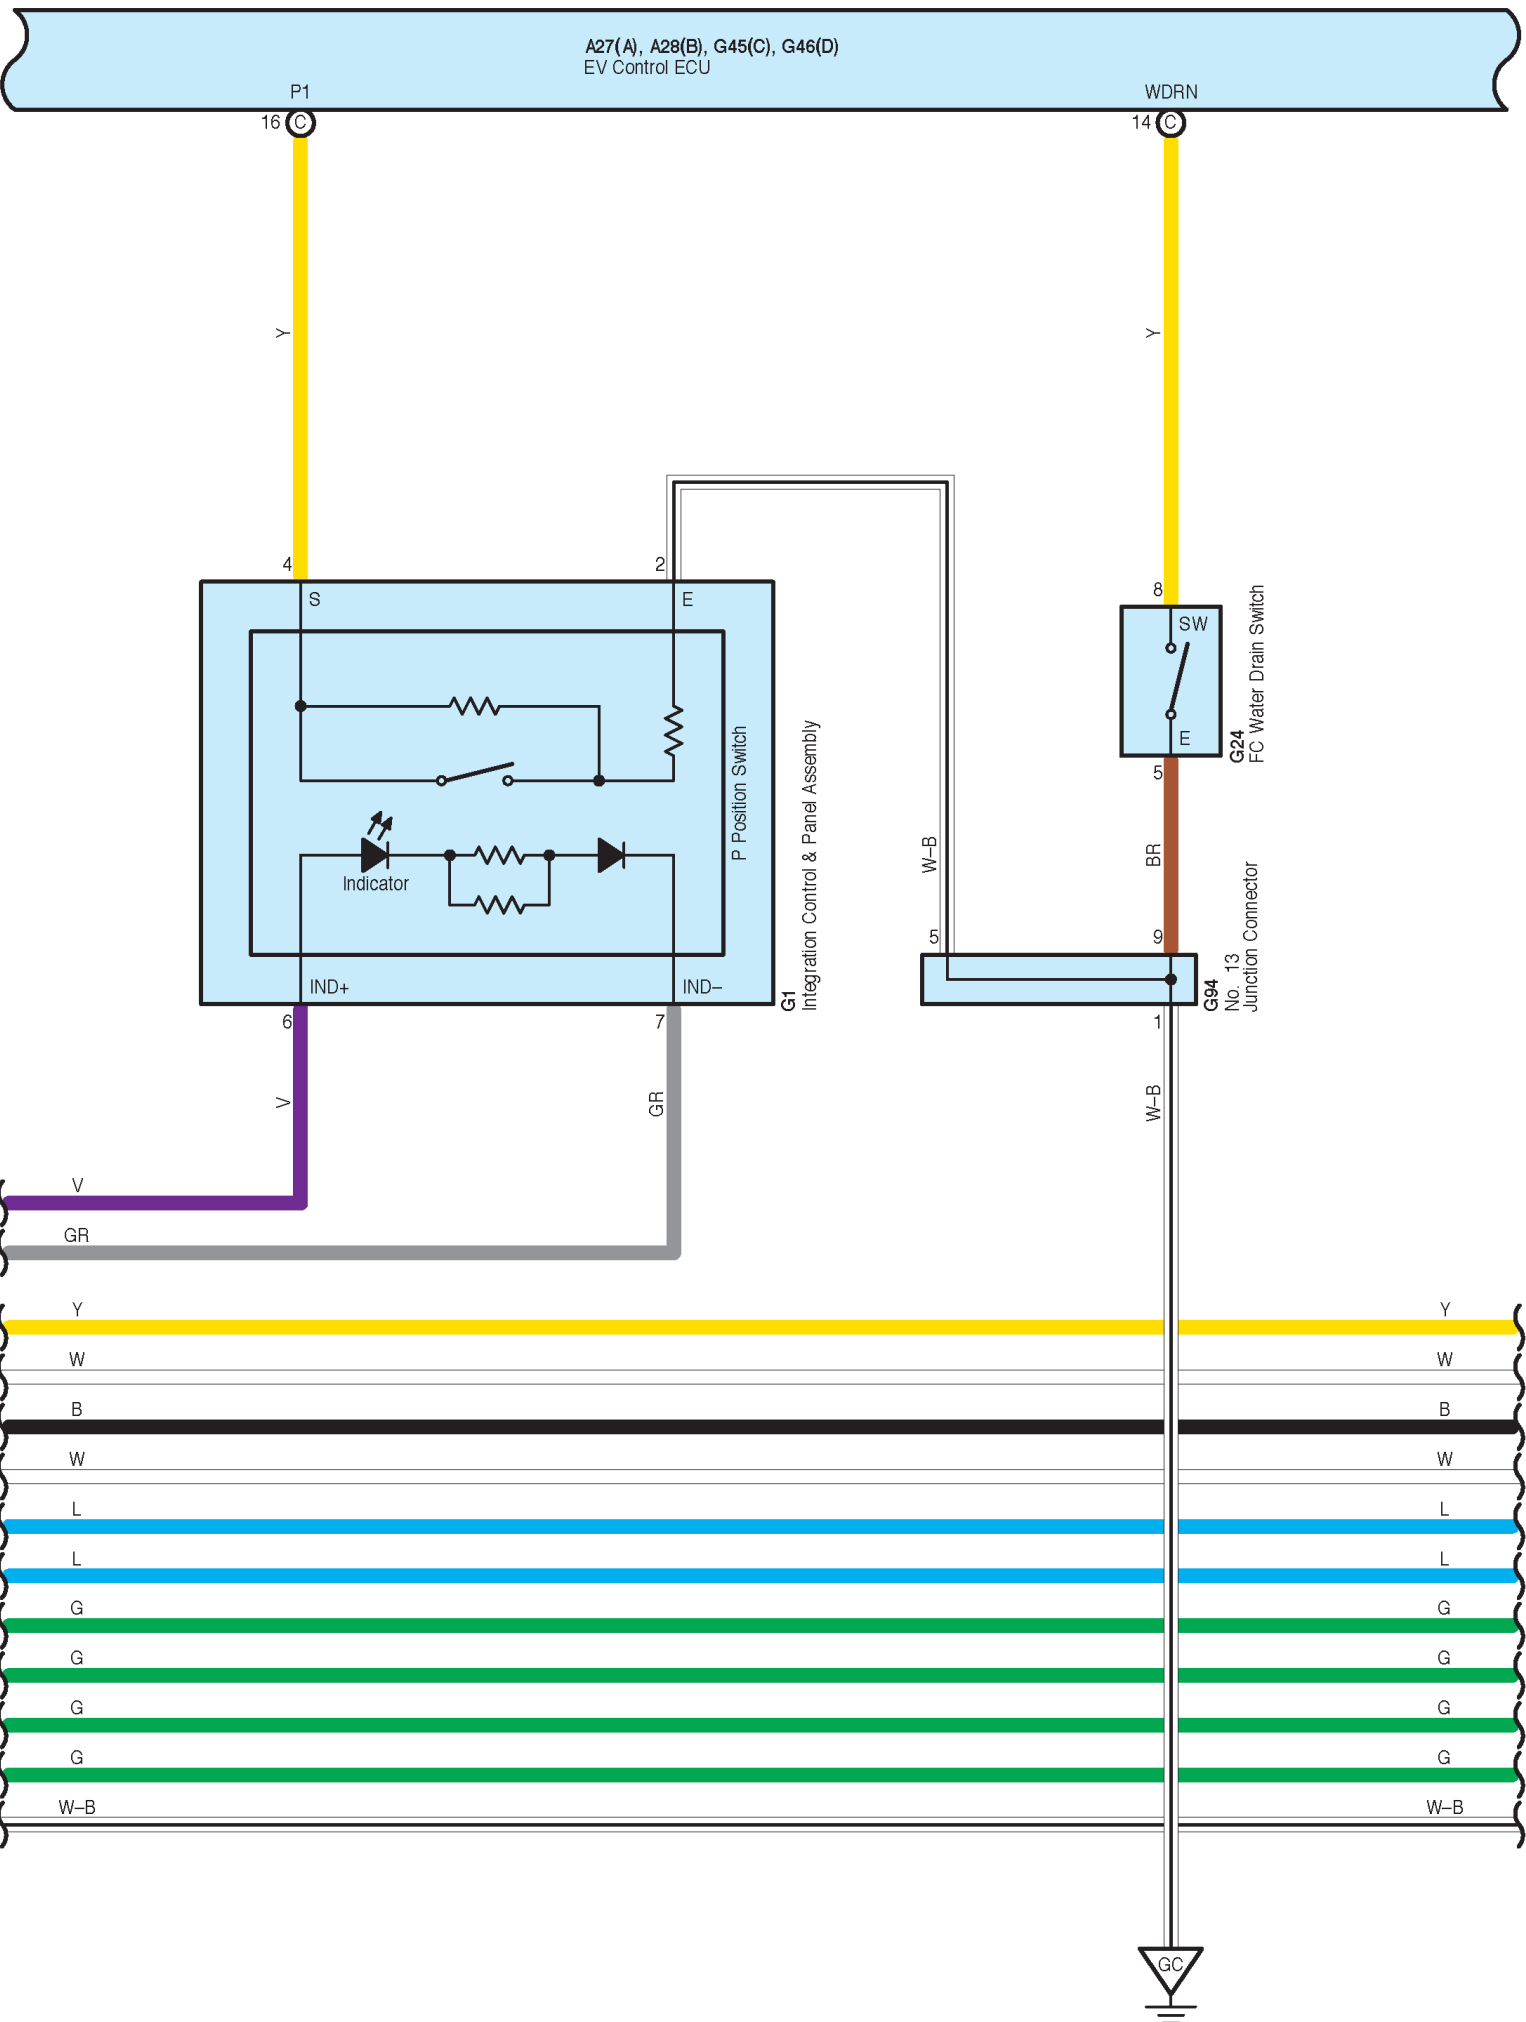 A27(A), A28(B), G45(C), G46(D)
EV Control ECU
P1
WDRN
16 C
14 C
Y
Y
4
2
S
E
8
SW
E
G24
FC Water Drain Switch
5
P Position Switch
G1
Integration Control & Panel Assembly
Indicator
W–B
BR
5
9
IND+
IND–
G94
No. 13
Junction Connector
6
7
1
V
GR
W–B
V
GR
Y
Y
W
W
B
B
W
W
L
L
L
L
G
G
G
G
G
G
G
G
W–B
W–B
GC